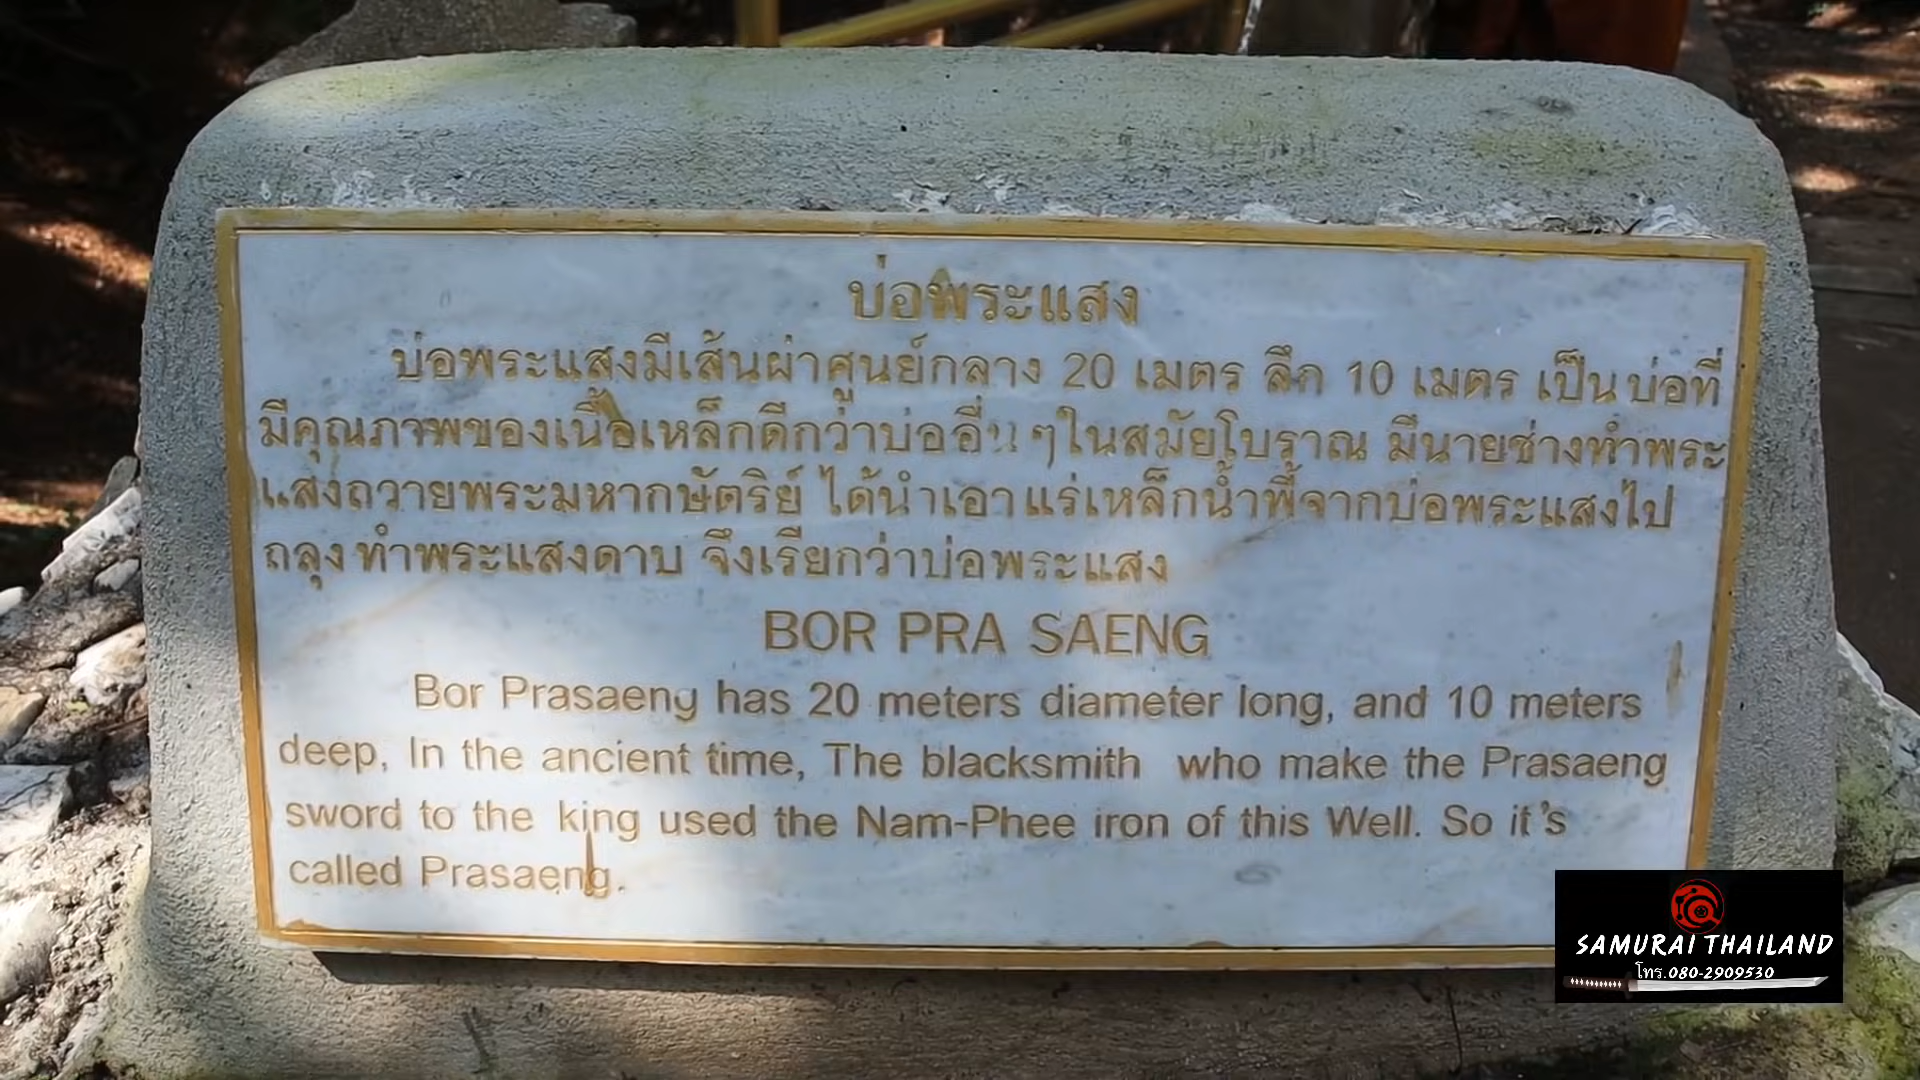 บ่อพระแสง
บ่อพระแสงมีเส้นผ่าศูนย์กลาง 20 เมตร ลึก 10 เมตร เป็นบ่อที่
มีคุณภาพของเนื้อเหล็กดีกว่าบ่ออื่น ๆในสมัยโบราณ มีนายช่างทำพระ
แสงถวายพระมหากษัตริย์ ได้นำเอาแร่เหล็กน้ำพี้จากบ่อพระแสงไป
ถลุงทำพระแสงดาบ จึงเรียกว่าบ่อพระแสง
BOR PRA SAENG
Bor Prasaeng has 20 meters diameter long, and 10 meters
deep, In the ancient time, The blacksmith who make the Prasaeng
sword to the king used the Nam-Phee iron of this Well. So it's
called Prasaeng.
SAMURAI THAILAND
โทร.080-2909530